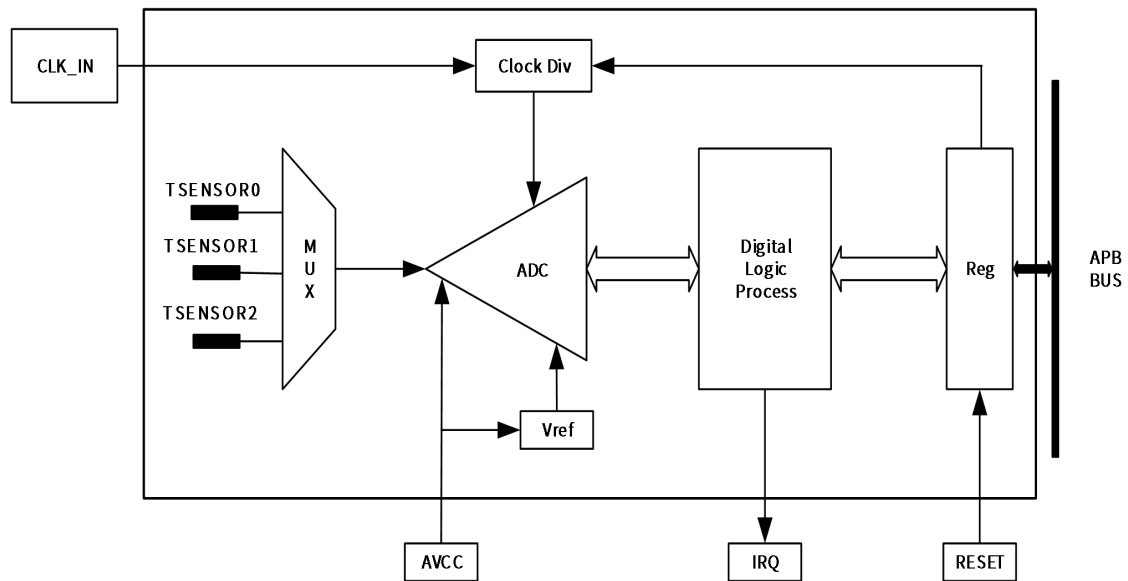 CLK_IN
Clock Div
TSENSOR0
TSENSOR1
TSENSOR2
M
U
X
ADC
Digital
Logic
Process
Reg
APB
BUS
Vref
AVCC
IRQ
RESET